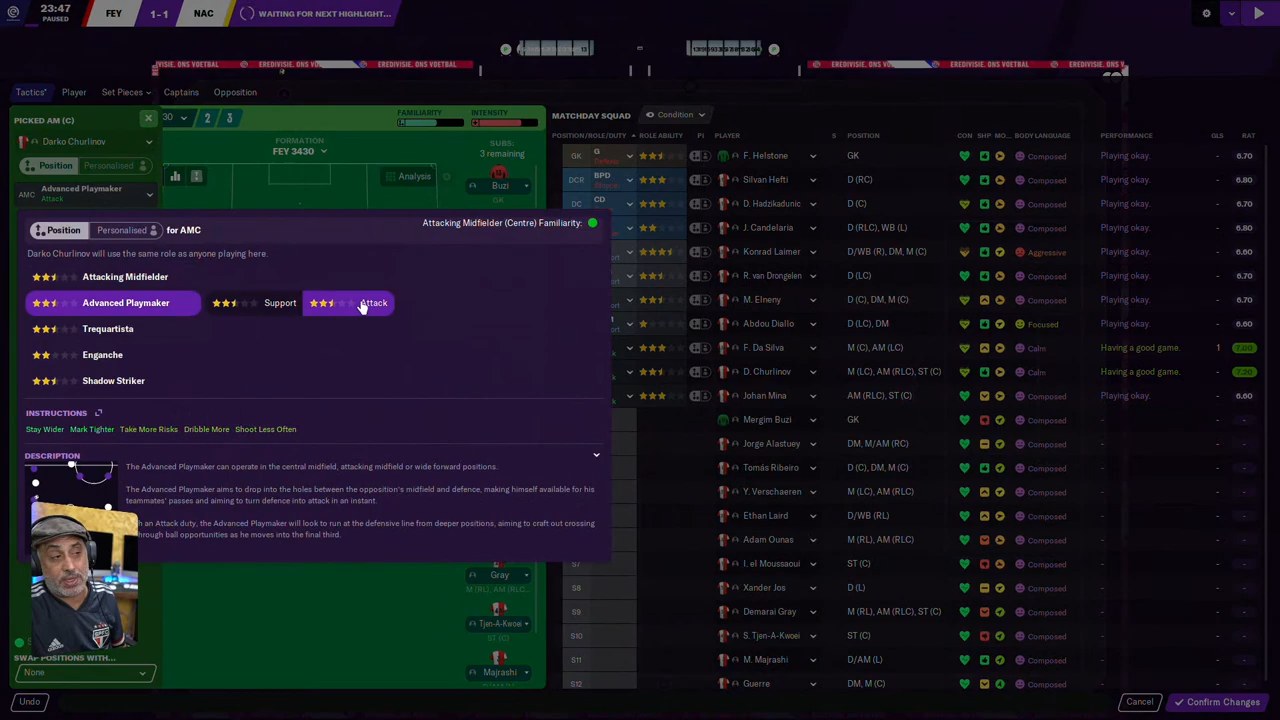 23:47
PAUSED
FEY
1 - 1
NAC
WAITING FOR NEXT HIGHLIGHT...
EREDIVISIE. ONS VOETBAL
Tactics*
Player
Set Pieces
Captains
Opposition
PICKED AM (C)
Darko Churlinov
Position
Personalised
AMC
Advanced Playmaker
Attack
2
3
FAMILIARITY
INTENSITY
FORMATION
FEY 3430
SUBS:
3 remaining
Analysis
Buzi
GK
Position
Personalised
for AMC
Attacking Midfielder (Centre) Familiarity:
Darko Churlinov will use the same role as anyone playing here.
Attacking Midfielder
Advanced Playmaker
Support
Attack
Trequartista
Enganche
Shadow Striker
INSTRUCTIONS
Stay Wider Mark Tighter Take More Risks Dribble More Shoot Less Often
DESCRIPTION
The Advanced Playmaker can operate in the central midfield, attacking midfield or wide forward positions.
The Advanced Playmaker aims to drop into the holes between the opposition's midfield and defence, making himself available for his
teammates' passes and aiming to turn defence into attack in an instant.
an Attack duty, the Advanced Playmaker will look to run at the defensive line from deeper positions, aiming to craft out crossing
through ball opportunities as he moves into the final third.
Gray
M (RL), AM (RLC)...
Tjen-A-Kwoei
ST (C)
Majrashi
SWAP POSITIONS WITH...
None
Undo
MATCHDAY SQUAD
Condition
POSITION/ROLE/DUTY ROLE ABILITY PI PLAYER S POSITION CON SHP MO... BODY LANGUAGE PERFORMANCE GLS RAT
GK G Defend F. Helstone GK Composed Playing okay. - 6.70
DCR BPD Silvan Hefti D (RC) Composed Playing okay. - 6.80
DC CD D. Hadzikadunic D (C) Composed Playing okay. - 6.70
J. Candelaria D (RLC), WB (L) Composed Playing okay. - 6.80
Konrad Laimer D/WB (R), DM, M (C) Aggressive Playing okay. - 6.70
R. van Drongelen D (LC) Composed Playing okay. - 6.70
M. Elneny D (C), DM, M (C) Composed Playing okay. - 6.80
Abdou Diallo D (LC), DM Focused Playing okay. - 6.60
F. Da Silva M (C), AM (LC) Calm Having a good game. 1 7.00
D. Churlinov M (LC), AM (RLC), ST (C) Calm Having a good game. -
Johan Mina AM (RLC), ST (C) Composed Playing okay. - 6.60
Mergim Buzi GK Composed - - -
Jorge Alastuey DM, M/AM (RC) Composed - - -
Tomás Ribeiro DM, M (C) Composed - - -
Y. Verschaeren M (LC), AM (RLC) Composed - - -
Ethan Laird D/WB (RL) Composed - - -
Adam Ounas M (RL), AM (RLC) Composed - - -
S7 I. el Moussaoui ST (C) Composed - - -
S8 Xander Jos D (L) Composed - - -
S9 Demarai Gray M (RL), AM (RLC), ST (C) Composed - - -
S10 S. Tjen-A-Kwoei ST (C) Composed - - -
S11 M. Majrashi D/AM (L) Composed - - -
S12 Guerre DM, M (C) Composed - - -
Cancel
Confirm Changes